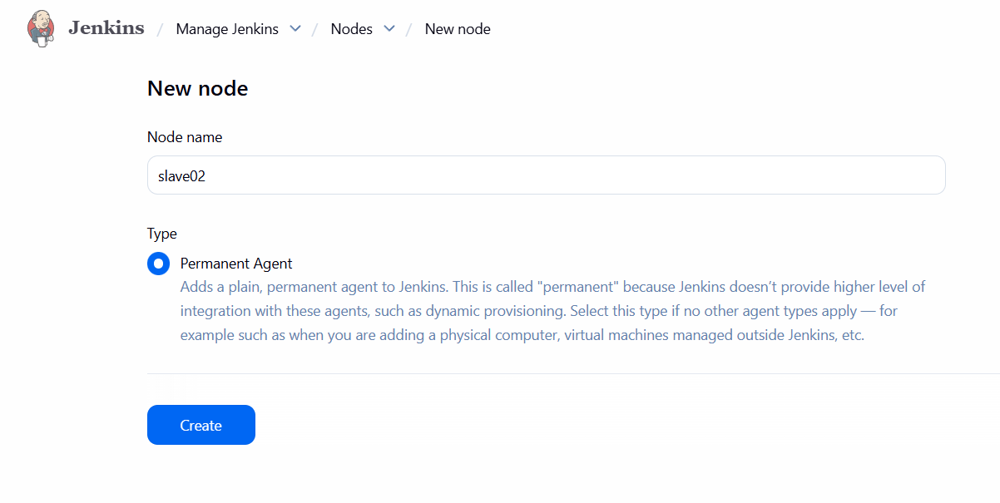 Jenkins / Manage Jenkins / Nodes / New node
New node
Node name
slave02
Type
Permanent Agent
Adds a plain, permanent agent to Jenkins. This is called "permanent" because Jenkins doesn’t provide higher level of
integration with these agents, such as dynamic provisioning. Select this type if no other agent types apply — for
example such as when you are adding a physical computer, virtual machines managed outside Jenkins, etc.
Create